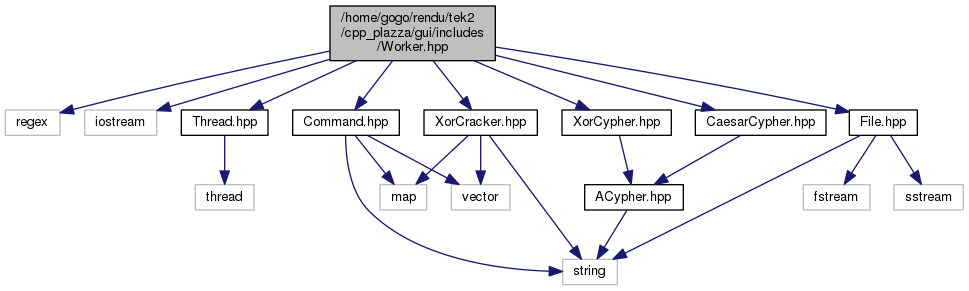 /home/gogo/rendu/tek2
/cpp_plazza/gui/includes
/Worker.hpp
regex
iostream
Thread.hpp
Command.hpp
XorCracker.hpp
XorCypher.hpp
CaesarCypher.hpp
File.hpp
thread
map
vector
ACypher.hpp
fstream
sstream
string